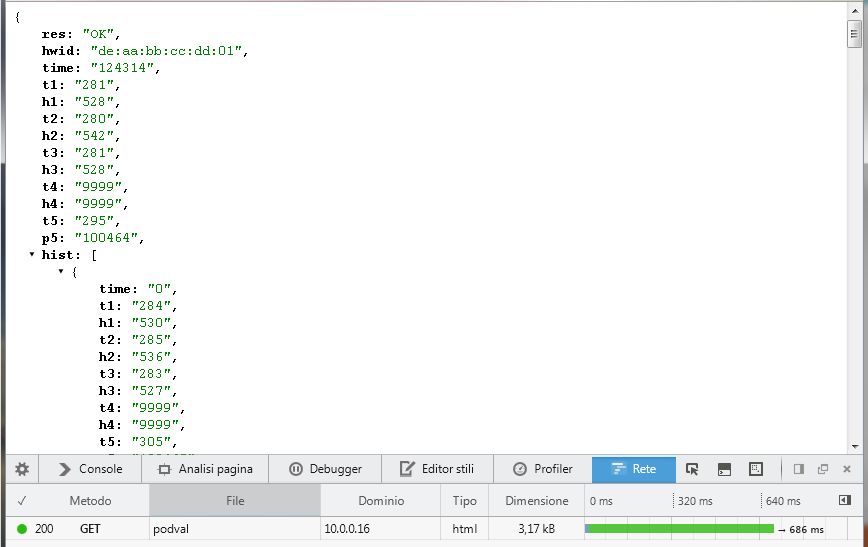 {
res: "OK",
hwid: "de:aa:bb:cc:dd:01",
time: "124314",
t1: "281",
h1: "528",
t2: "280",
h2: "542",
t3: "281",
h3: "528",
t4: "9999",
h4: "9999",
t5: "295",
p5: "100464",
hist: [
{
time: "0",
t1: "284",
h1: "530",
t2: "285",
h2: "536",
t3: "283",
h3: "527",
t4: "9999",
h4: "9999",
t5: "305",
Console Analisi pagina Debugger Editor stili Profiler Rete
✓ Metodo File Dominio Tipo Dimensione 0 ms 320 ms 640 ms
200 GET podval 10.0.0.16 html 3,17 kB → 686 ms